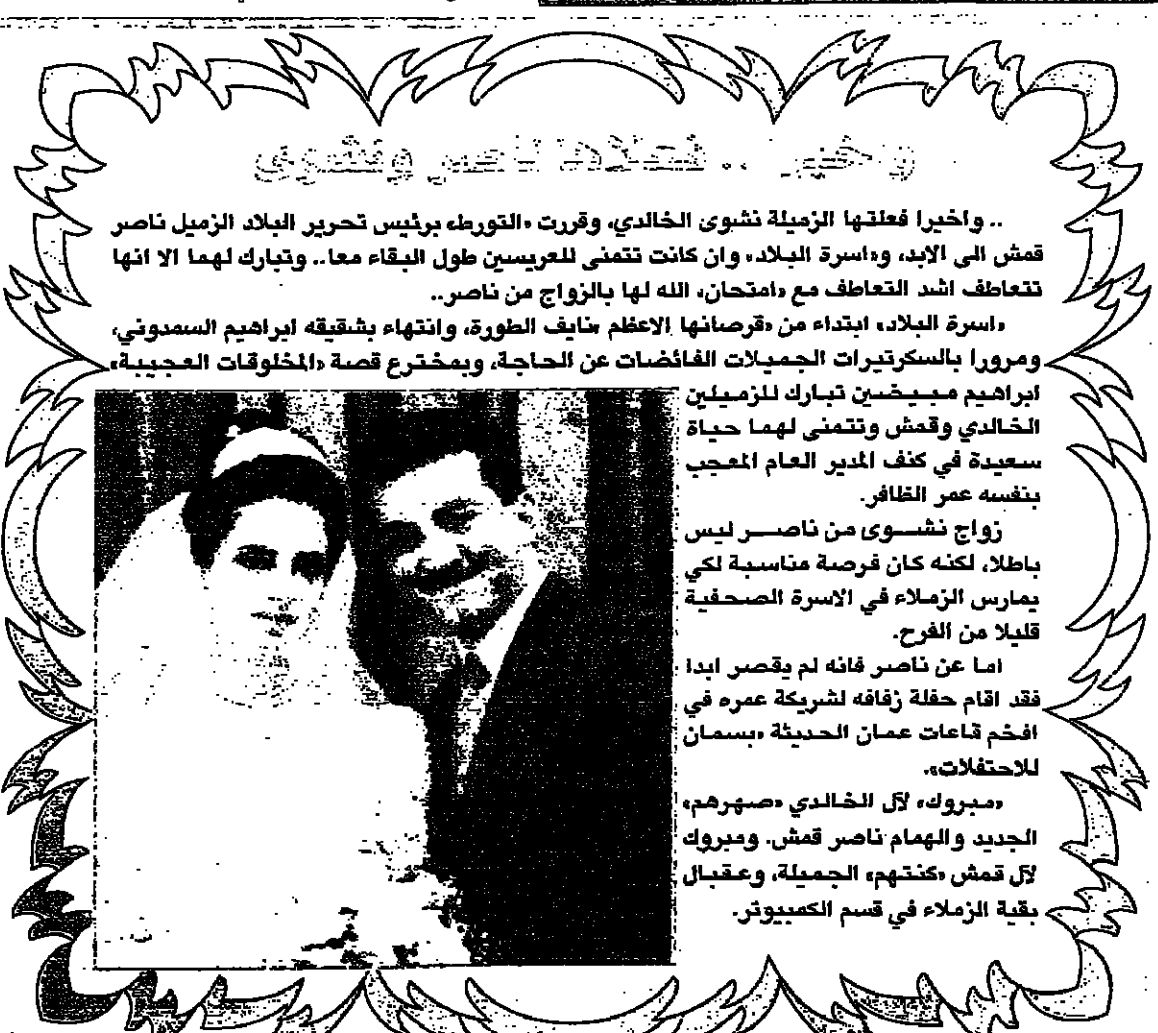 واخيرا .. فعلاها ناصر ونشوى
.. واخيرا فعلتها الزميلة نشوى الخالدي، وقررت «التورط» برئيس تحرير البلاد الزميل ناصر
قمش الى الابد، و«اسرة البلاد» وان كانت تتمنى للعريسين طول البقاء معا.. وتبارك لهما الا انها
تتعاطف اشد التعاطف مع «امتحان» الله لها بالزواج من ناصر..
«اسرة البلاد» ابتداء من «قرصانها الاعظم» نايف الطورة، وانتهاء بشقيقه ابراهيم السمدوني،
ومرورا بالسكرتيرات الجميلات الفائضات عن الحاجة، وبمخترع قصة «المخلوقات العجيبة»
ابراهيم مبيضين تبارك للزميلين
الخالدي وقمش وتتمنى لهما حياة
سعيدة في كنف المدير العام المعجب
بنفسه عمر الظافر.
زواج نشوى من ناصر ليس
باطلا، لكنه كان فرصة مناسبة لكي
يمارس الزملاء في الاسرة الصحفية
قليلا من الفرح.
اما عن ناصر فانه لم يقصر ابدا
فقد اقام حفلة زفافه لشريكة عمره في
افخم قاعات عمان الحديثة «بسمان
للاحتفلات».
«مبروك» لآل الخالدي «صهرهم»
الجديد والهمام ناصر قمش. ومبروك
لآل قمش «كنتهم» الجميلة، وعقبال
بقية الزملاء في قسم الكمبيوتر.